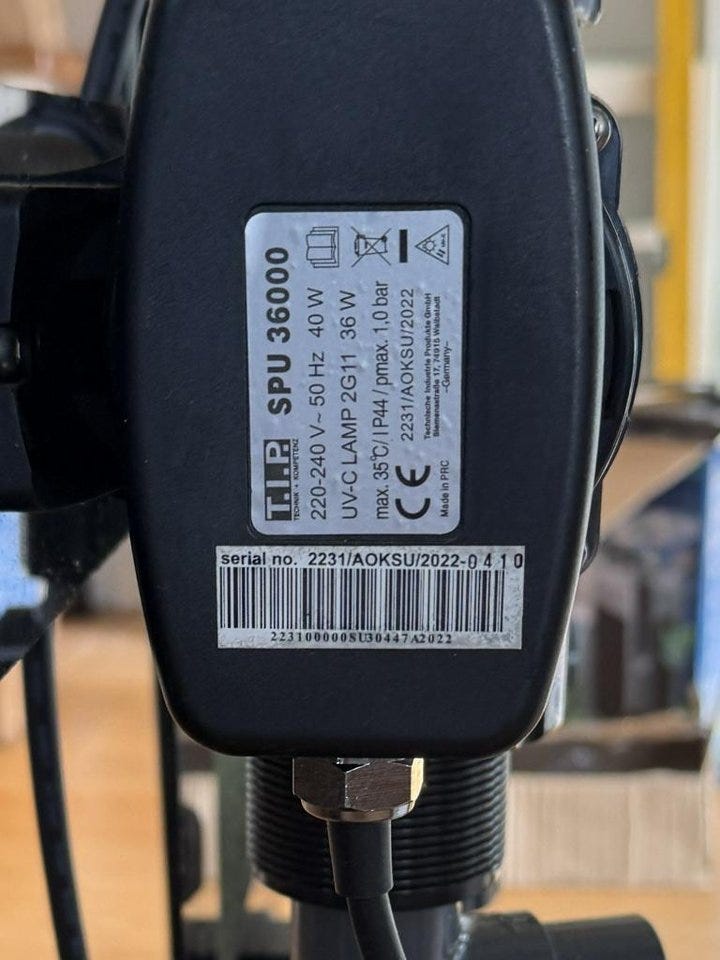 T.I.P. SPU 36000
TECHNIK + KOMPETENZ
220-240 V ~ 50 Hz 40 W
UV-C LAMP 2G11 36 W
max. 35°C/ IP44 / pmax. 1,0 bar
CE 2231/AOKSU/2022
Technische Industrie Produkte GmbH
Siemensstraße 17, 74915 Waibstadt
-Germany-
Made in PRC
serial no. 2231/AOKSU/2022-0410
223100000SU30447A2022